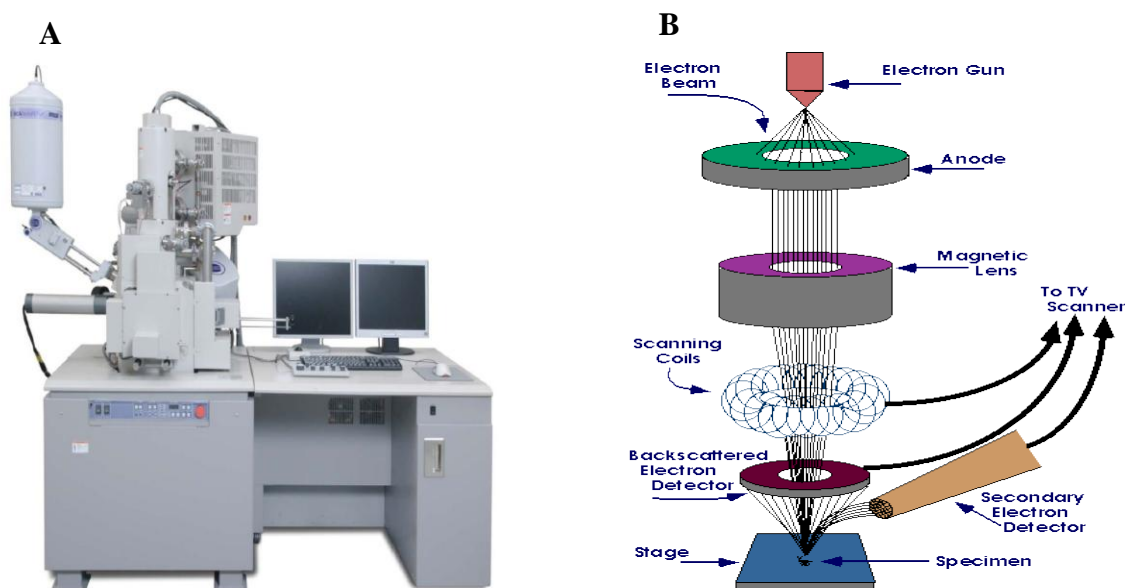 A
B
Electron
Beam
Electron Gun
Anode
Magnetic
Lens
To TV
Scanner
Scanning
Coils
Backscattered
Electron
Detector
Secondary
Electron
Detector
Stage
Specimen